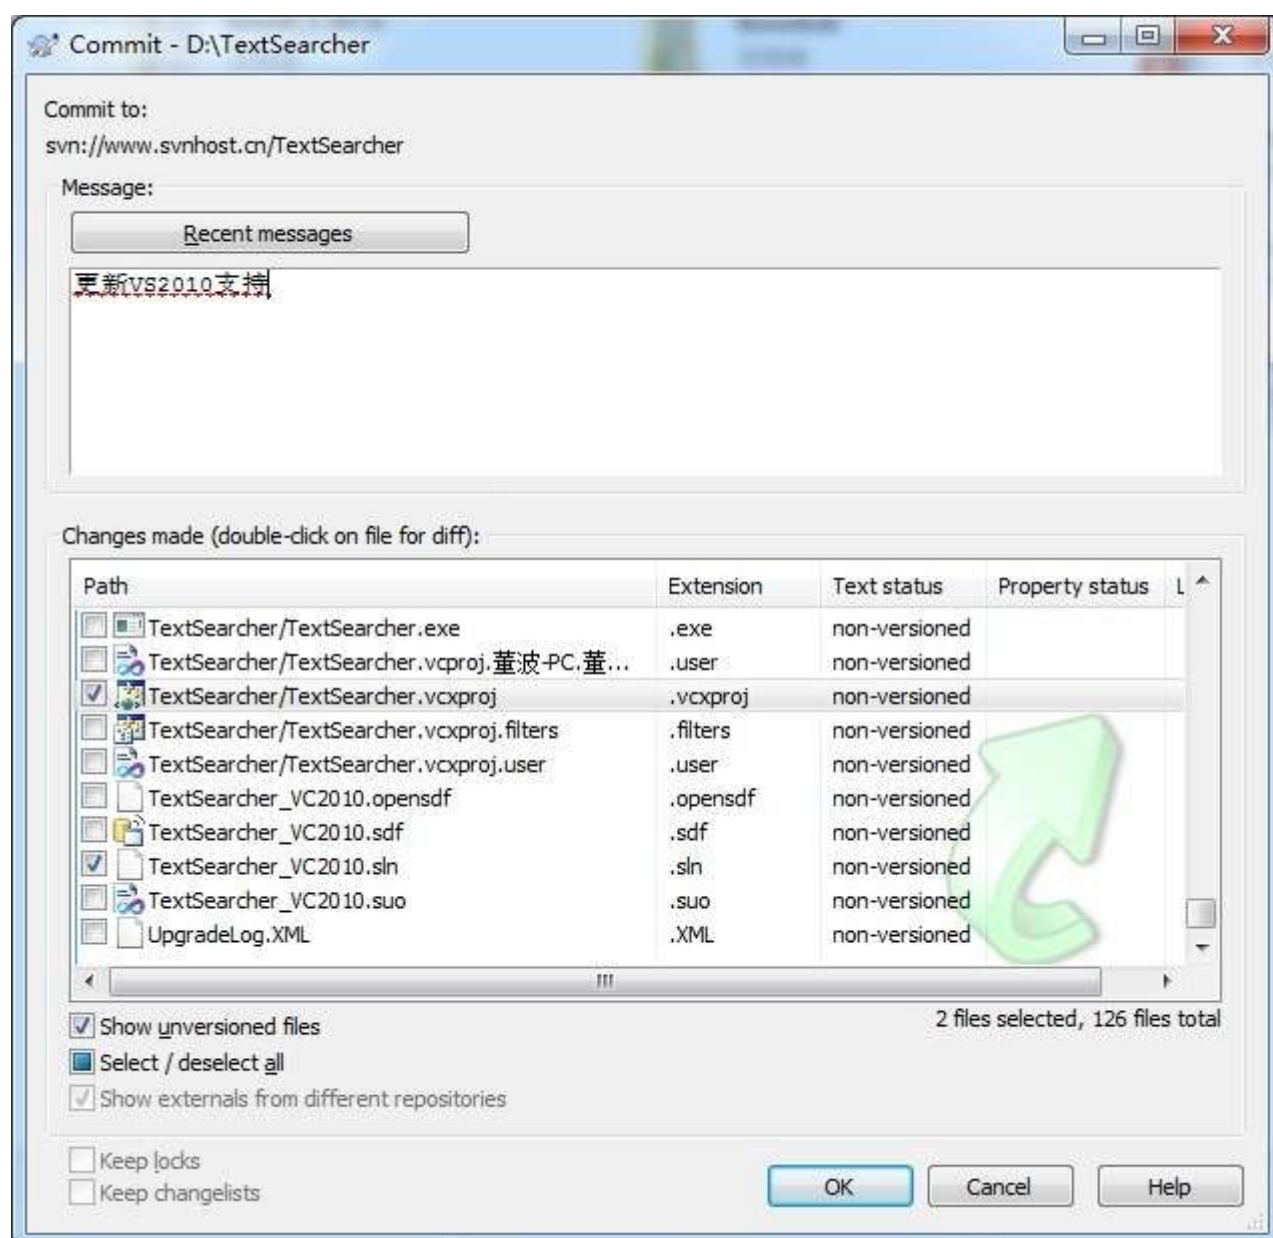 Commit - D:\TextSearcher
Commit to:
svn://www.svnhost.cn/TextSearcher
Message:
Recent messages
更新VS2010支持
Changes made (double-click on file for diff):
Path Extension Text status Property status L
TextSearcher/TextSearcher.exe .exe non-versioned
TextSearcher/TextSearcher.vcproj.董波-PC.董... .user non-versioned
TextSearcher/TextSearcher.vcxproj .vcxproj non-versioned
TextSearcher/TextSearcher.vcxproj.filters .filters non-versioned
TextSearcher/TextSearcher.vcxproj.user .user non-versioned
TextSearcher_VC2010.opensdf .opensdf non-versioned
TextSearcher_VC2010.sdf .sdf non-versioned
TextSearcher_VC2010.sln .sln non-versioned
TextSearcher_VC2010.suo .suo non-versioned
UpgradeLog.XML .XML non-versioned
Show unversioned files 2 files selected, 126 files total
Select / deselect all
Show externals from different repositories
Keep locks
Keep changelists
OK Cancel Help